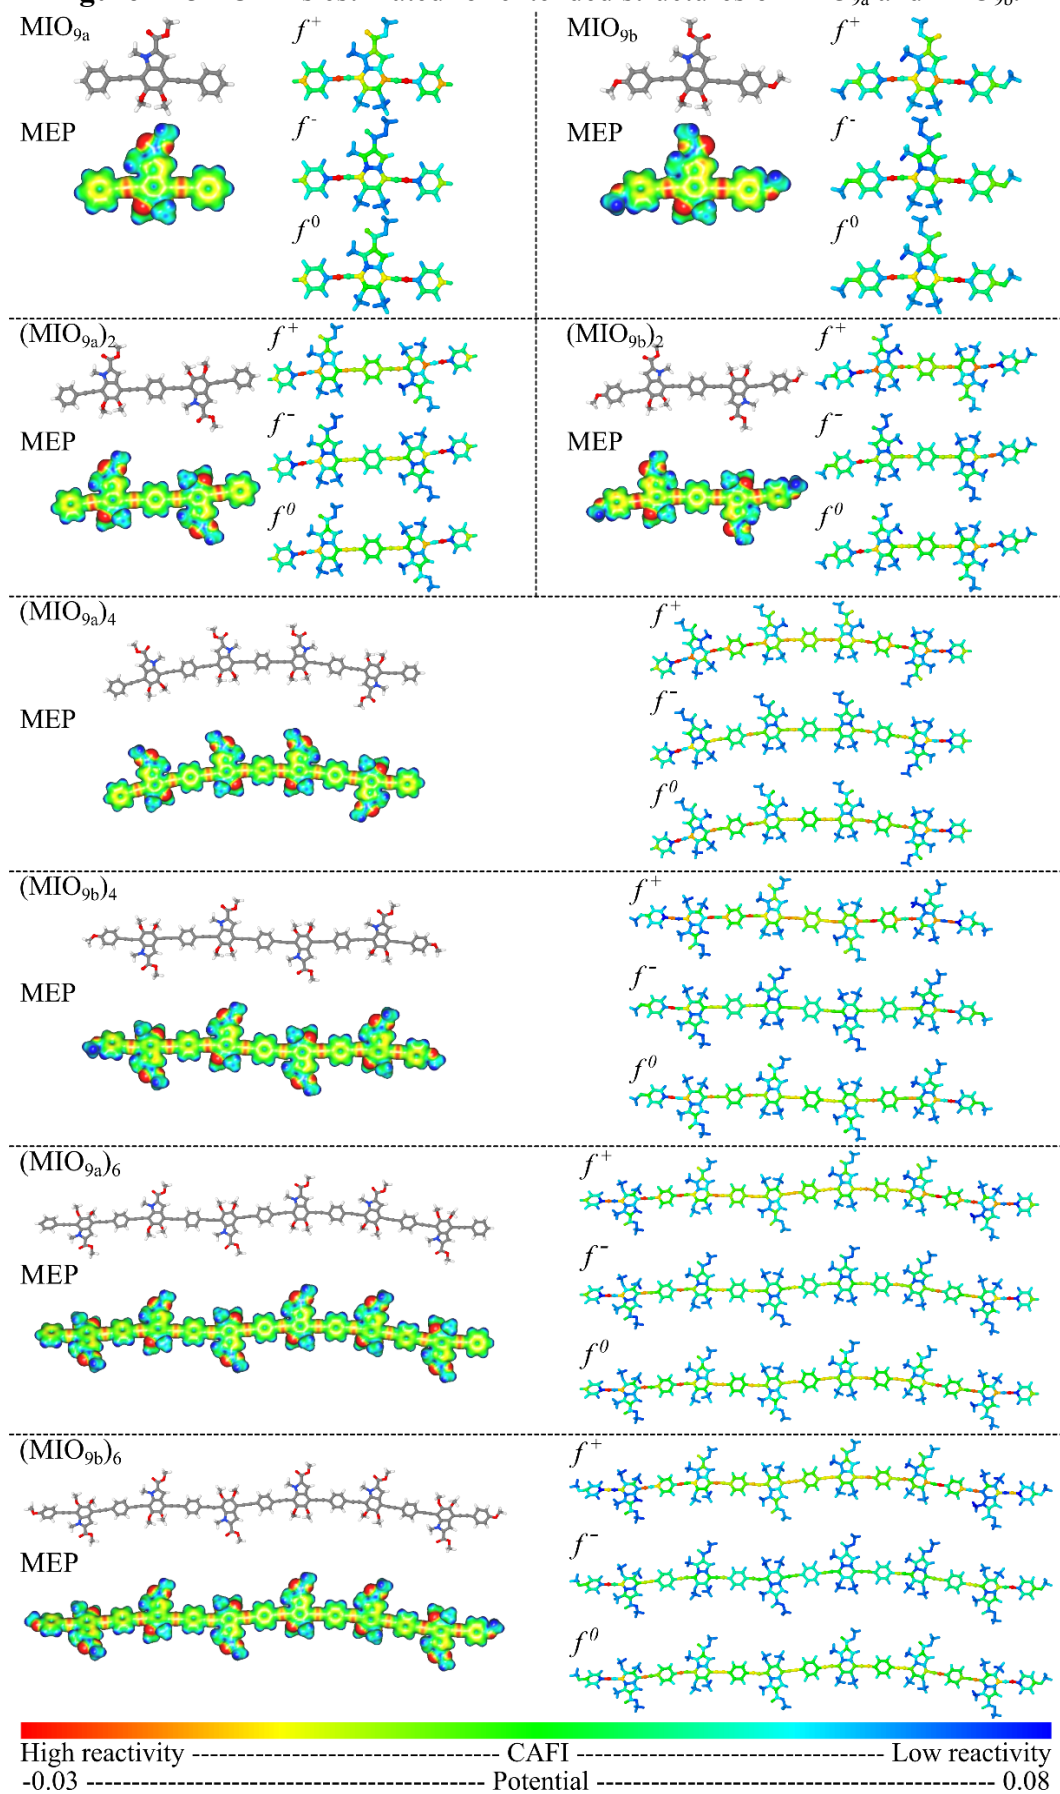 MIO9a
f+
MEP
f-
f0
MIO9b
f+
MEP
f-
f0
(MIO9a)2
f+
MEP
f-
f0
(MIO9b)2
f+
MEP
f-
f0
(MIO9a)4
f+
MEP
f-
f0
(MIO9b)4
f+
MEP
f-
f0
(MIO9a)6
f+
MEP
f-
f0
(MIO9b)6
f+
MEP
f-
f0
High reactivity ---------------------------- CAFI ---------------------------- Low reactivity
-0.03 ------------------------------------ Potential ------------------------------------ 0.08